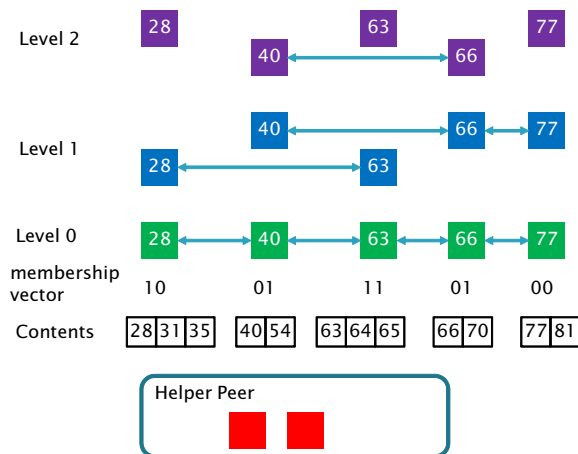 Level 2 28 63 77
40 66
Level 1 40 66 77
28 63
Level 0 28 40 63 66 77
membership
vector 10 01 11 01 00
Contents 28 31 35 40 54 63 64 65 66 70 77 81
Helper Peer